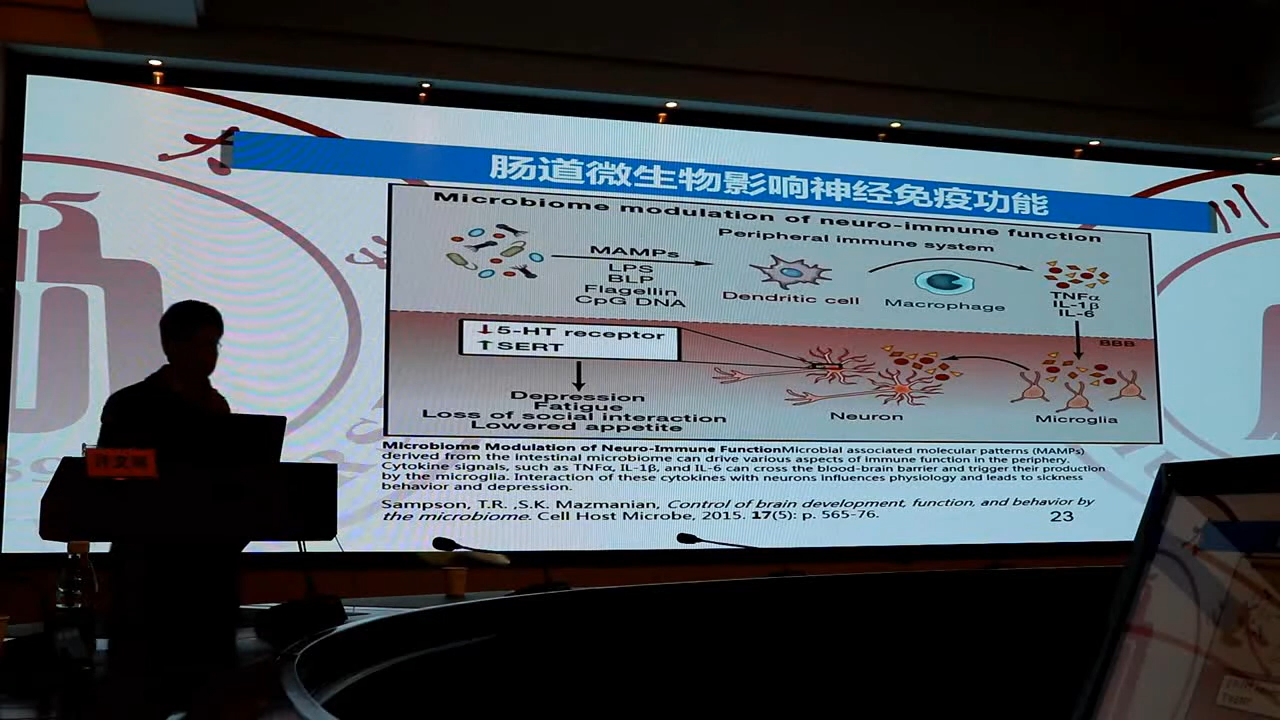 肠道微生物影响神经免疫功能
Microbiome modulation of neuro-immune function
Peripheral immune system
MAMPs
LPS
BLP
Flagellin
CpG DNA
Dendritic cell
Macrophage
TNFα
IL-1β
IL-6
BBB
↓5-HT receptor
↑SERT
Depression
Fatigue
Loss of social interaction
Lowered appetite
Neuron
Microglia
Microbiome Modulation of Neuro-Immune FunctionMicrobial associated molecular patterns (MAMPs)
derived from the intestinal microbiome can drive various aspects of immune function in the periphery.
Cytokine signals, such as TNFα, IL-1β, and IL-6 can cross the blood-brain barrier and trigger their production
by the microglia. Interaction of these cytokines with neurons influences physiology and leads to sickness
behavior and depression.
Sampson, T.R. ,S.K. Mazmanian, Control of brain development, function, and behavior by
the microbiome. Cell Host Microbe, 2015. 17(5): p. 565-76.
23